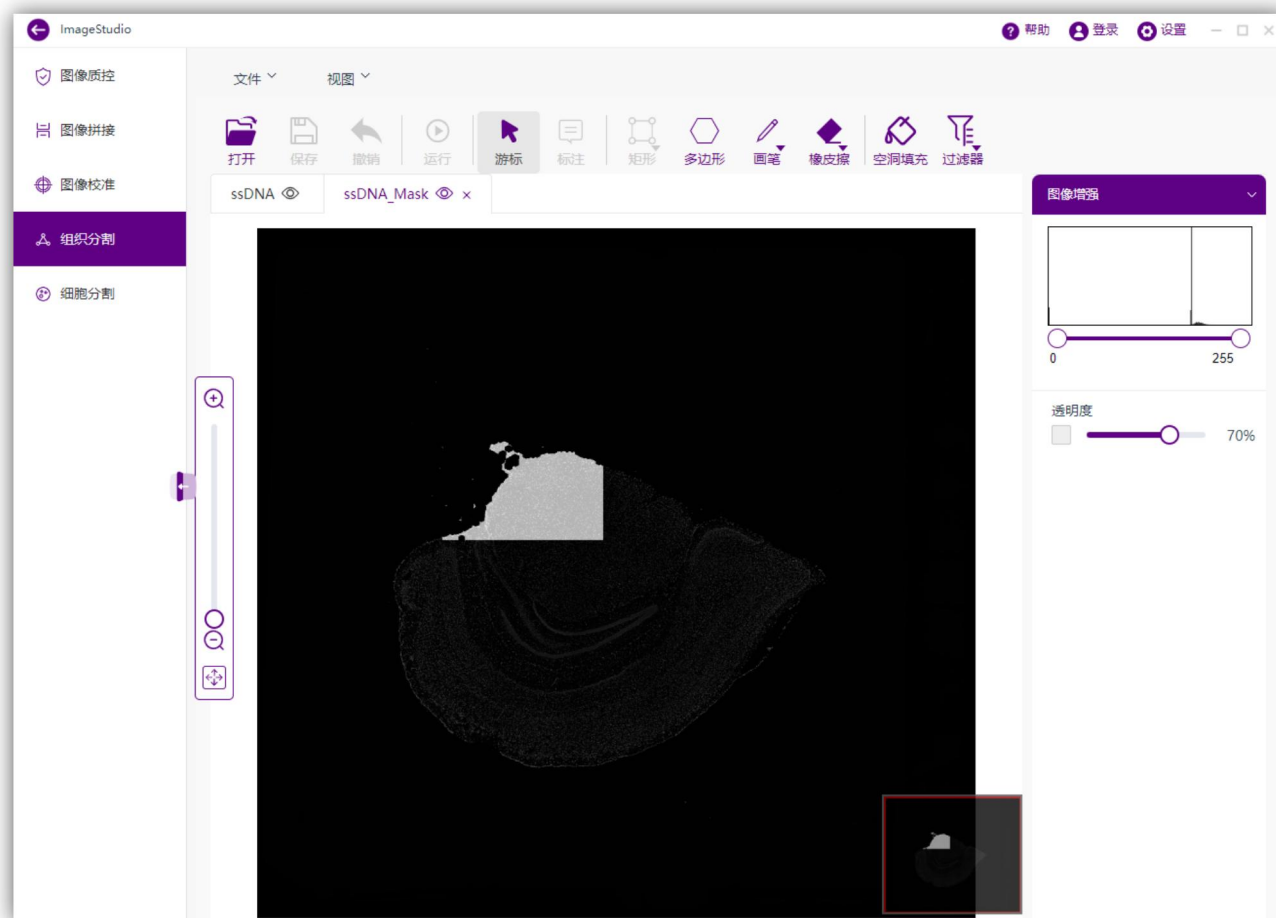 ImageStudio
帮助 登录 设置
图像质控
图像拼接
图像校准
组织分割
细胞分割
文件 视图
打开 保存 撤销 运行 游标 标注 矩形 多边形 画笔 橡皮擦 空洞填充 过滤器
ssDNA ssDNA_Mask ×
图像增强
0 255
透明度
70%